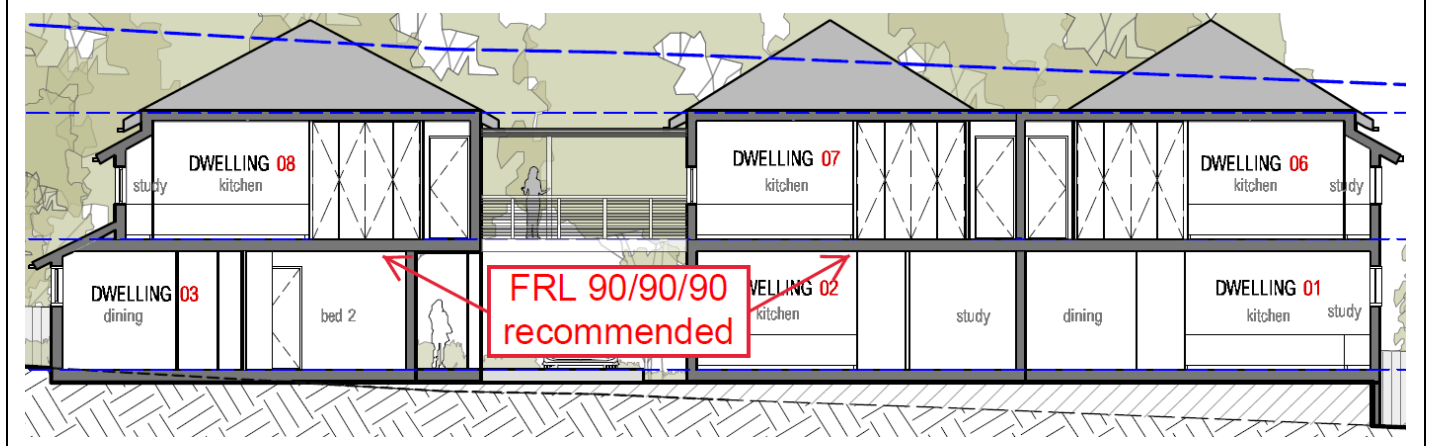 DWELLING 08
kitchen
study
DWELLING 07
kitchen
DWELLING 06
kitchen
study
DWELLING 03
dining
bed 2
FRL 90/90/90
recommended
DWELLING 02
kitchen
study
dining
DWELLING 01
kitchen
study